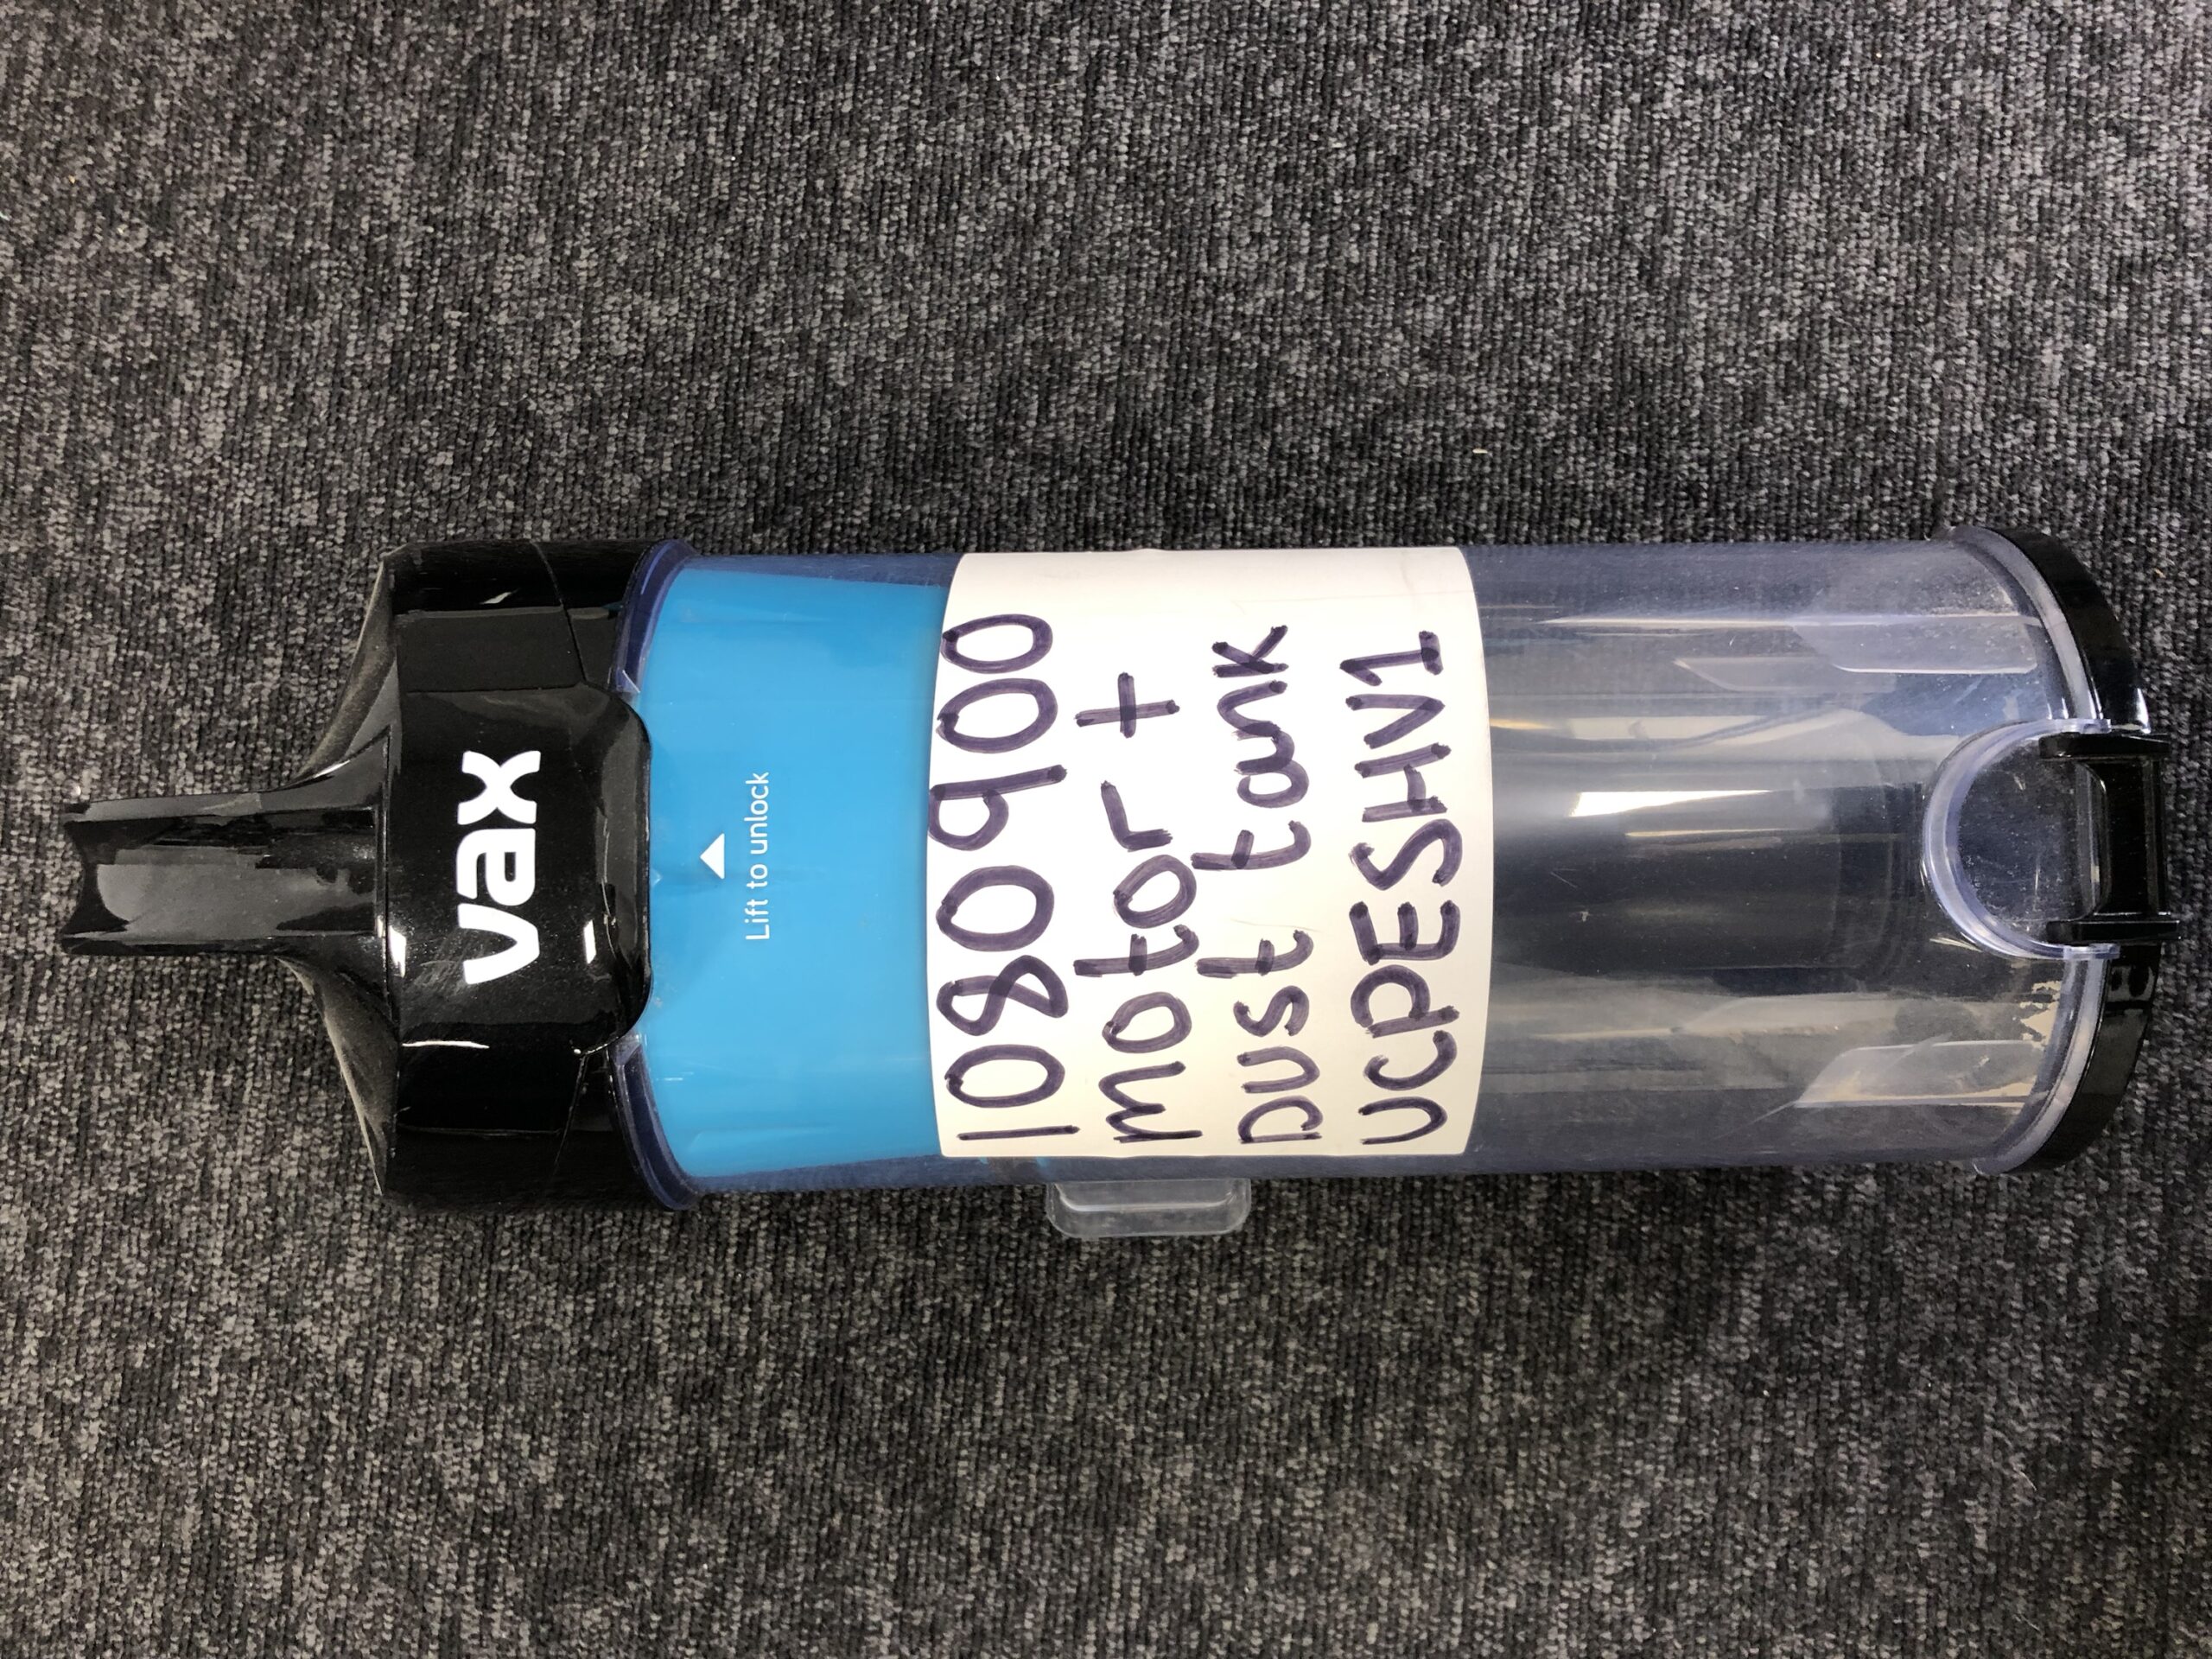 vax
Lift to unlock
1080900
motor +
Dust tank
UCPESHV1